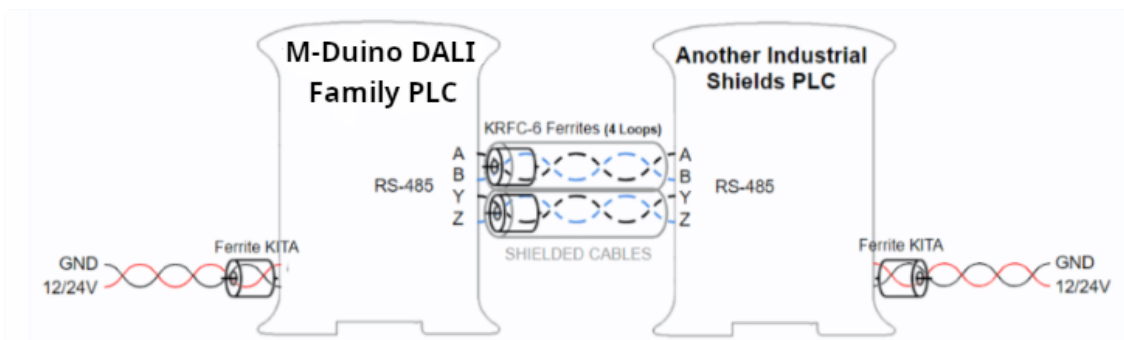 M-Duino DALI
Family PLC
Another Industrial
Shields PLC
KRFC-6 Ferrites (4 Loops)
A
B
Y
Z
RS-485
A
B
Y
Z
RS-485
SHIELDED CABLES
Ferrite KITA
GND
12/24V
Ferrite KITA
GND
12/24V